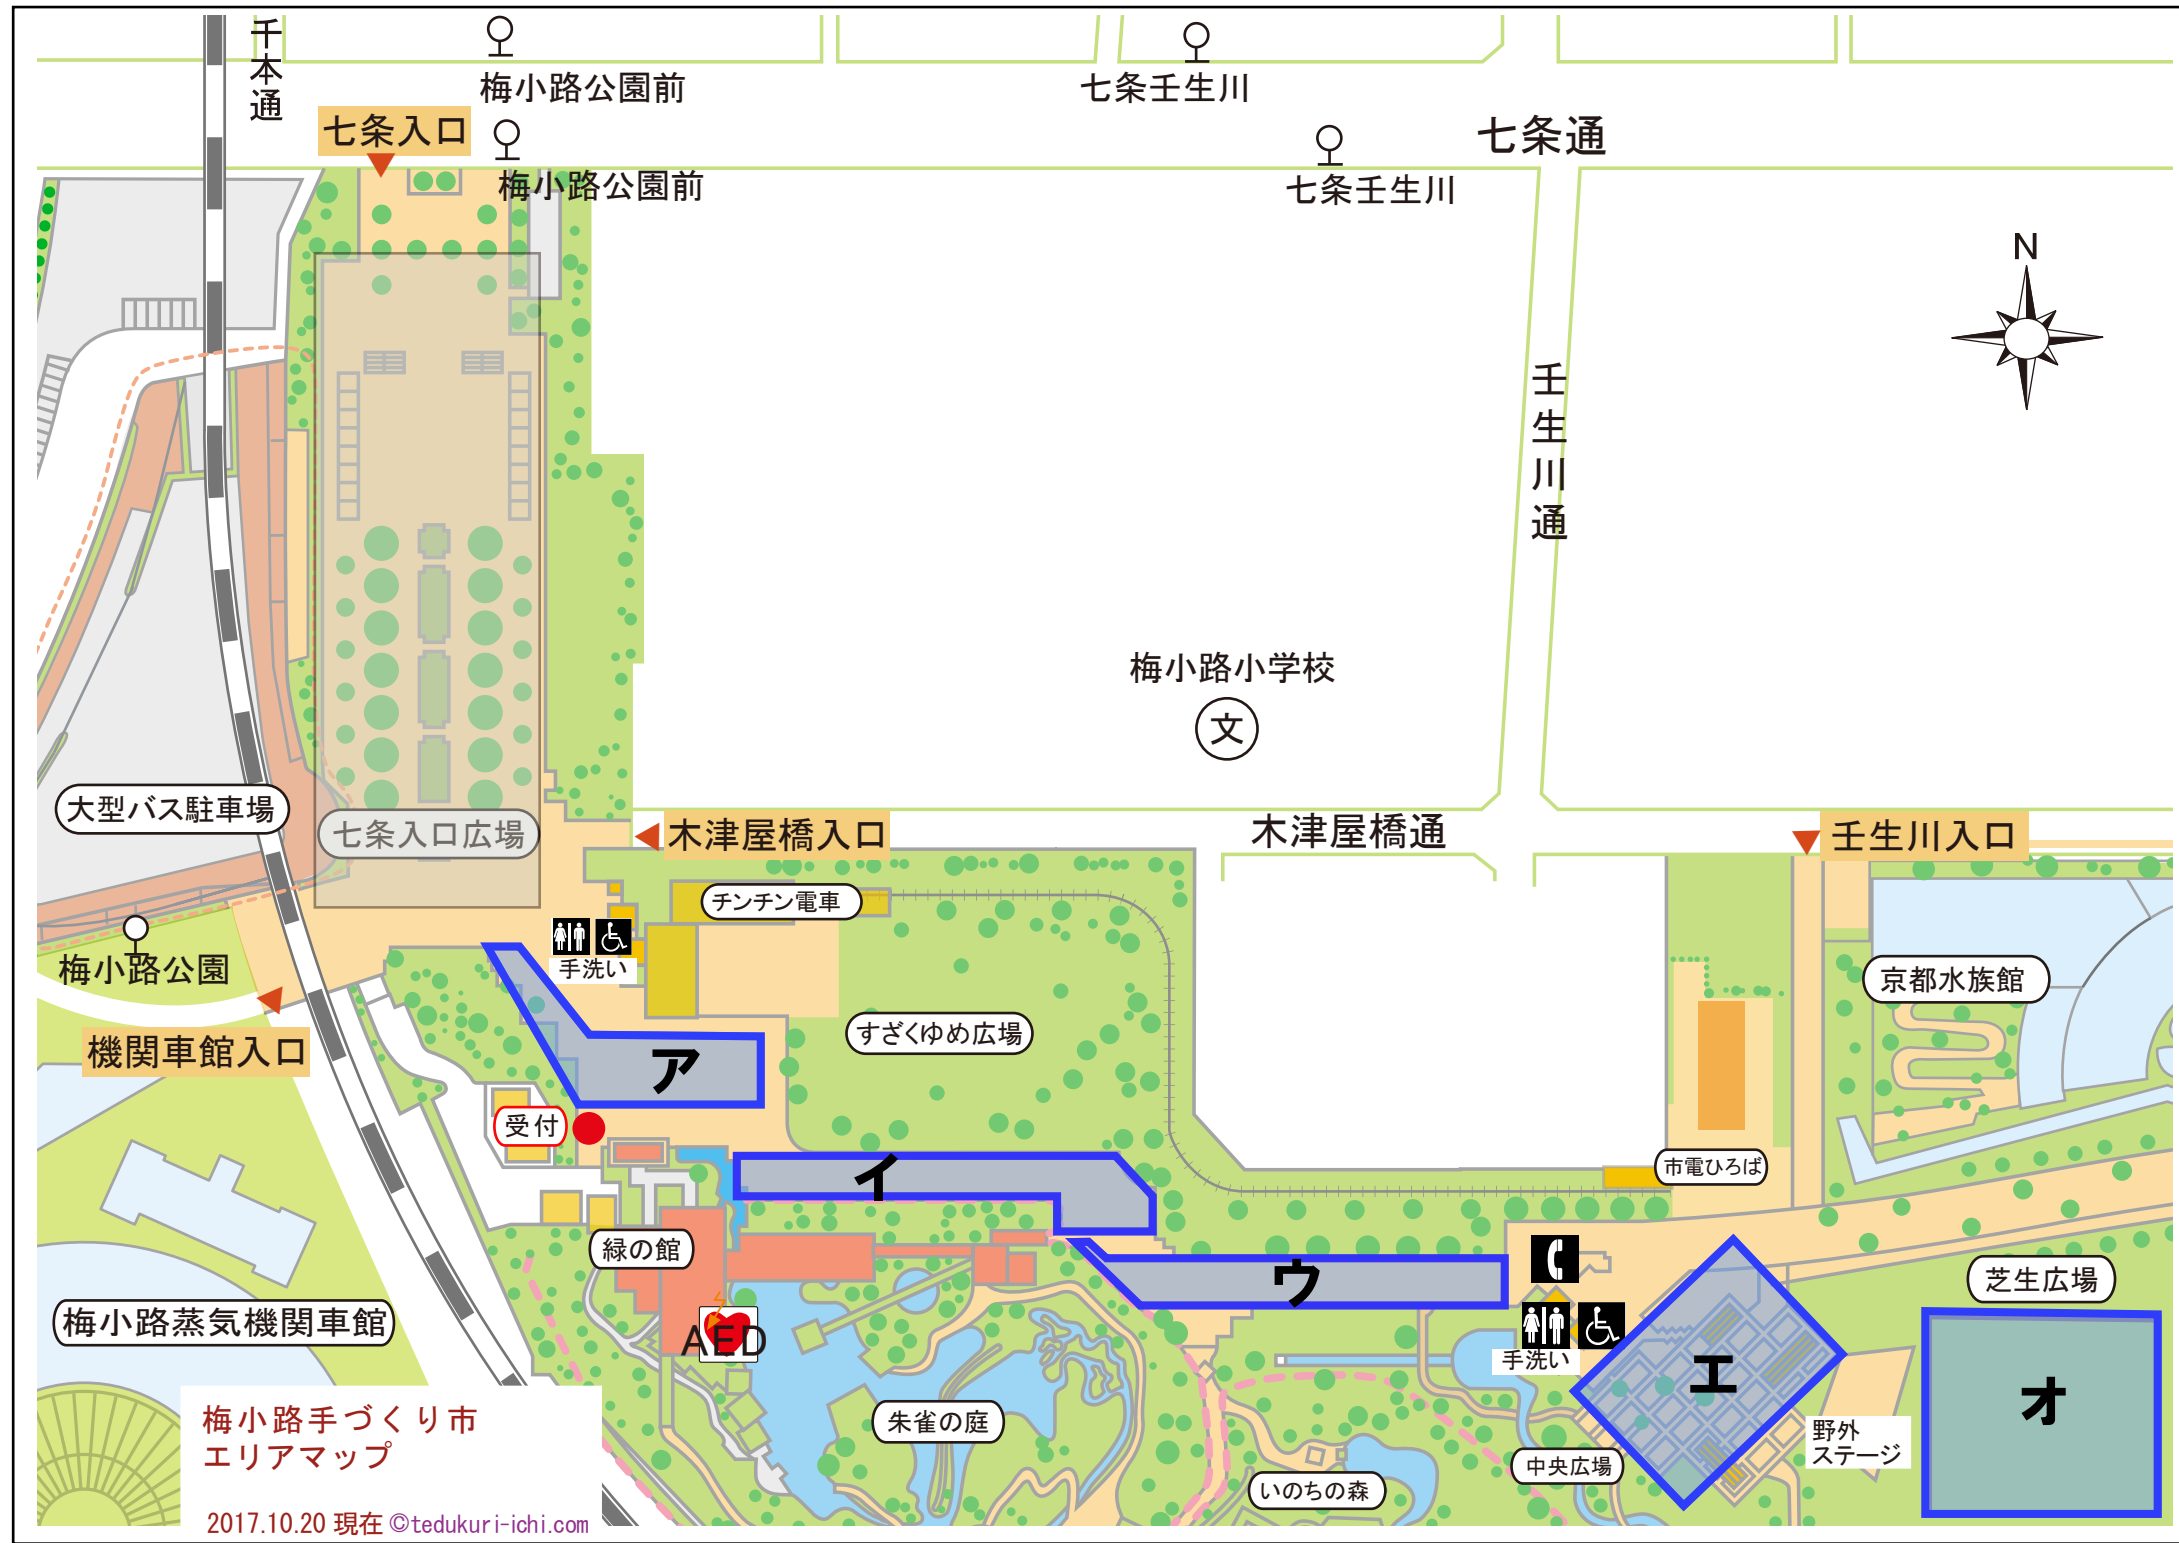 千本通
梅小路公園前
七条壬生川
七条入口
七条通
梅小路公園前
七条壬生川
N
壬生川通
梅小路小学校
文
大型バス駐車場
七条入口広場
木津屋橋入口
木津屋橋通
壬生川入口
チンチン電車
手洗い
梅小路公園
京都水族館
すざくゆめ広場
機関車館入口
ア
受付
イ
市電ひろば
緑の館
ウ
芝生広場
梅小路蒸気機関車館
AED
手洗い
エ
オ
朱雀の庭
野外
ステージ
中央広場
いのちの森
梅小路手づくり市
エリアマップ
2017.10.20 現在 ©tedukuri-ichi.com